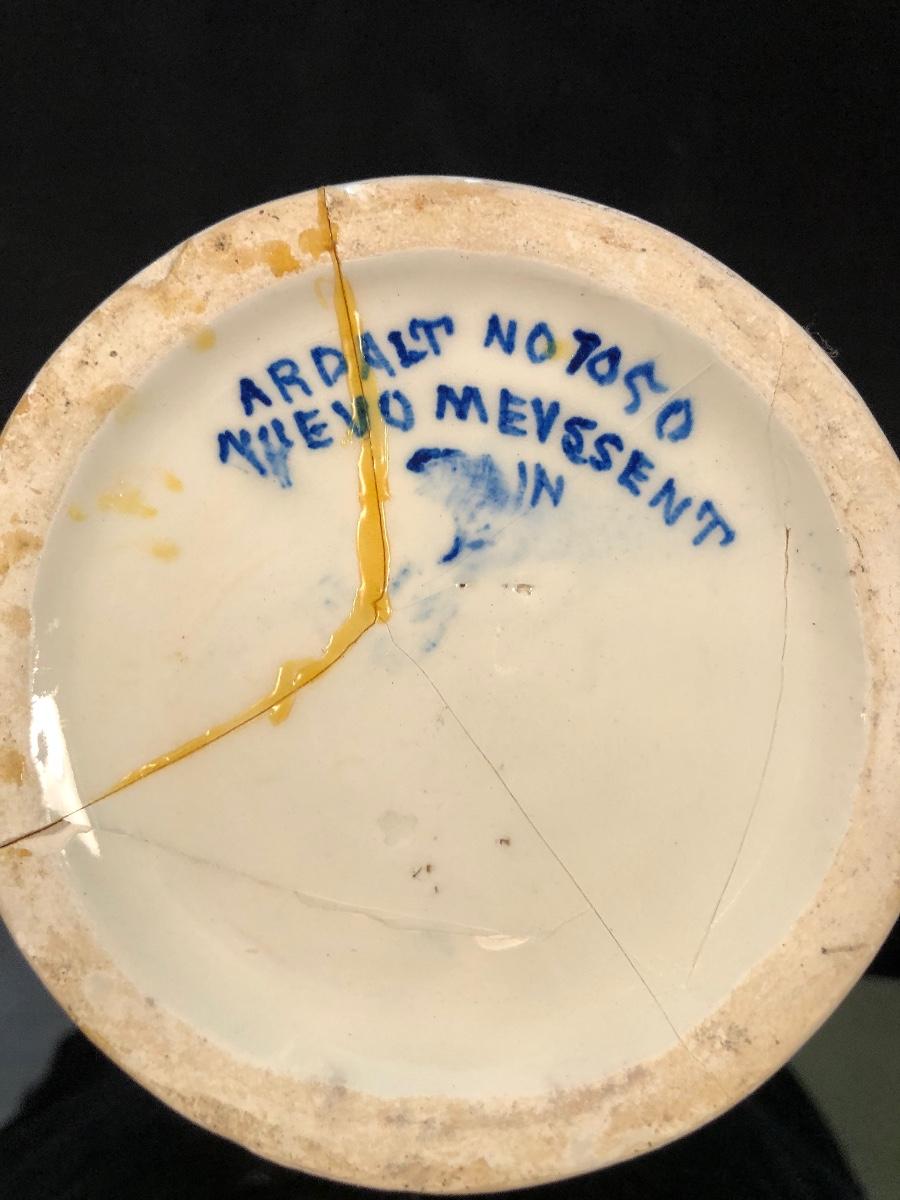 ARDALT NO7050
NUEVO MEVSSENT
IN